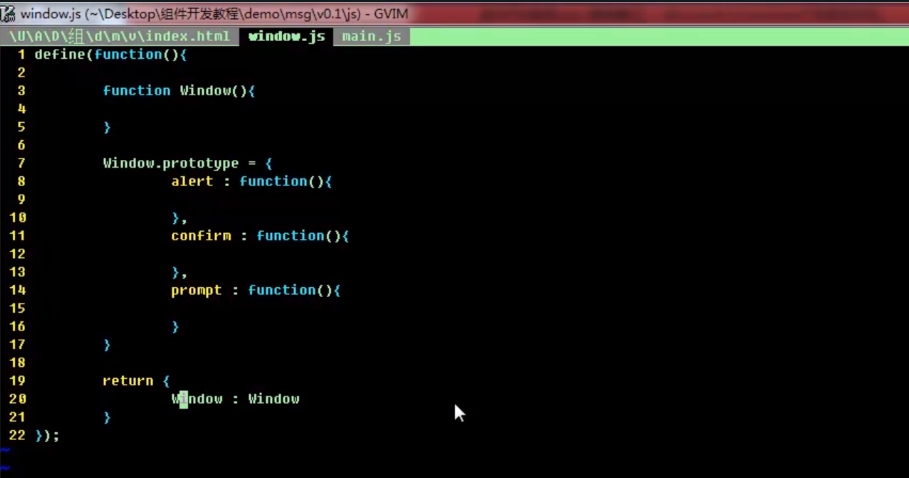 window.js (~\Desktop\组件开发教程\demo\msg\v0.1\js) - GVIM
\U\A\D\组\d\m\v\index.html window.js main.js
1 define(function(){
2
3 function Window(){
4
5 }
6
7 Window.prototype = {
8 alert : function(){
9
10 },
11 confirm : function(){
12
13 },
14 prompt : function(){
15
16 }
17 }
18
19 return {
20 Window : Window
21 }
22 });
~
~